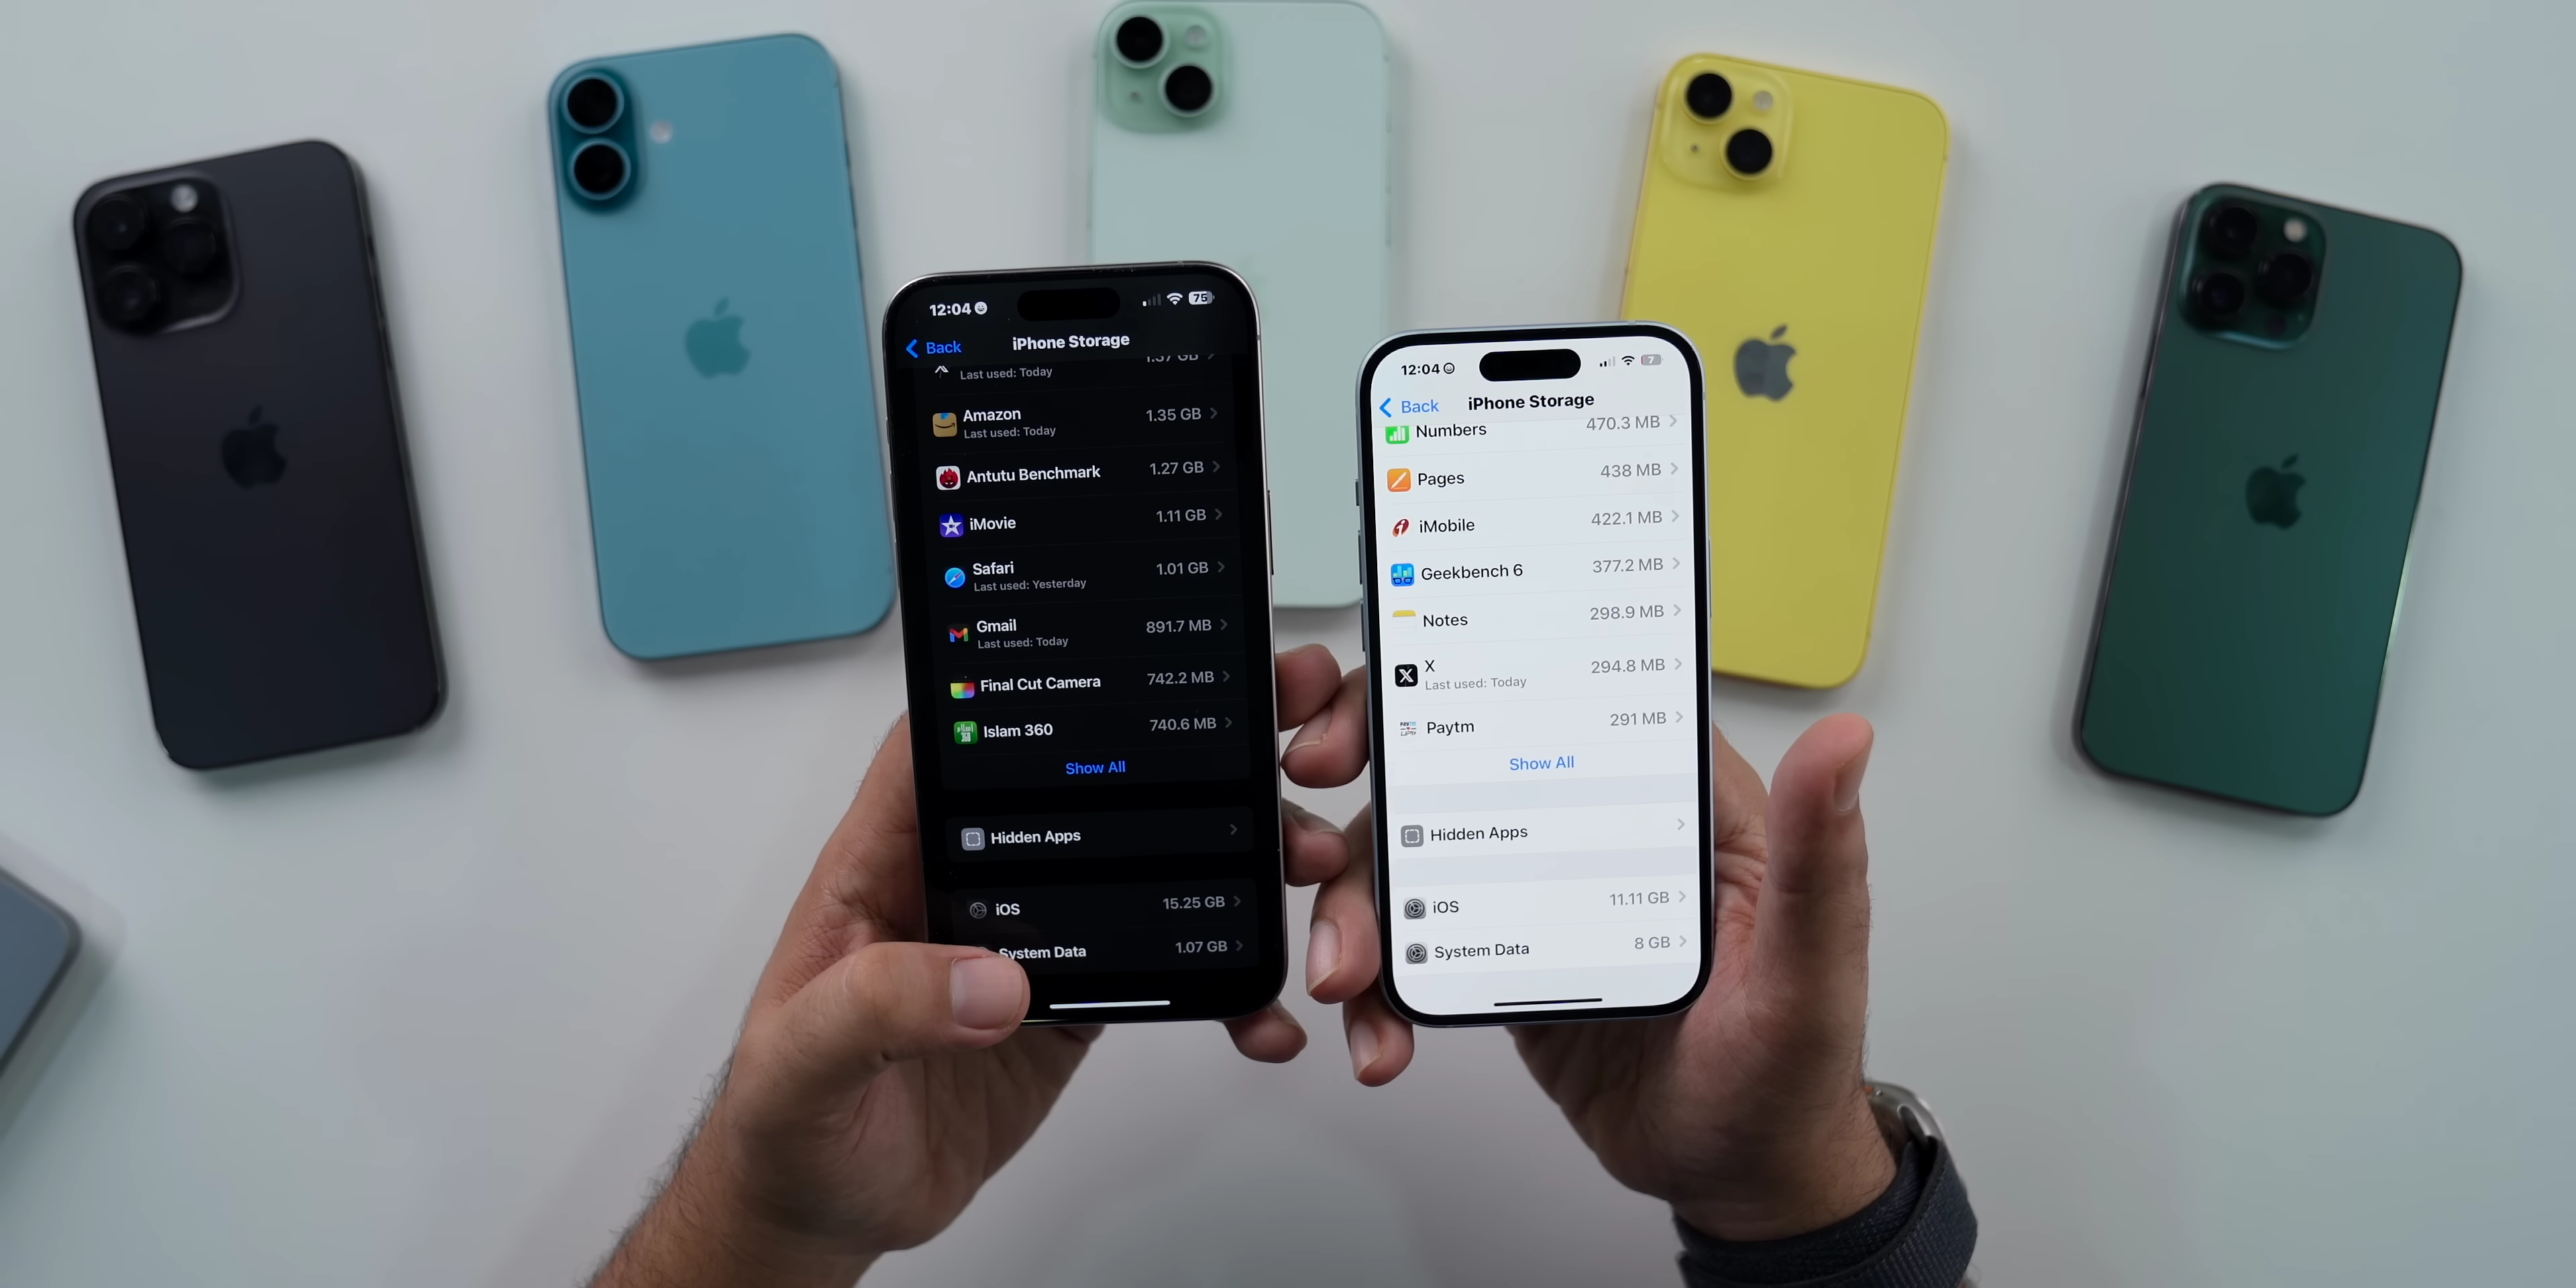 12:04
75
Back
iPhone Storage
1.37 GB
Last used: Today
Amazon
1.35 GB
Last used: Today
Antutu Benchmark
1.27 GB
iMovie
1.11 GB
Safari
1.01 GB
Last used: Yesterday
Gmail
891.7 MB
Last used: Today
Final Cut Camera
742.2 MB
Islam 360
740.6 MB
Show All
Hidden Apps
iOS
15.25 GB
System Data
1.07 GB
12:04
7
Back
iPhone Storage
Numbers
470.3 MB
Pages
438 MB
iMobile
422.1 MB
Geekbench 6
377.2 MB
Notes
298.9 MB
X
294.8 MB
Last used: Today
Paytm
291 MB
Show All
Hidden Apps
iOS
11.11 GB
System Data
8 GB